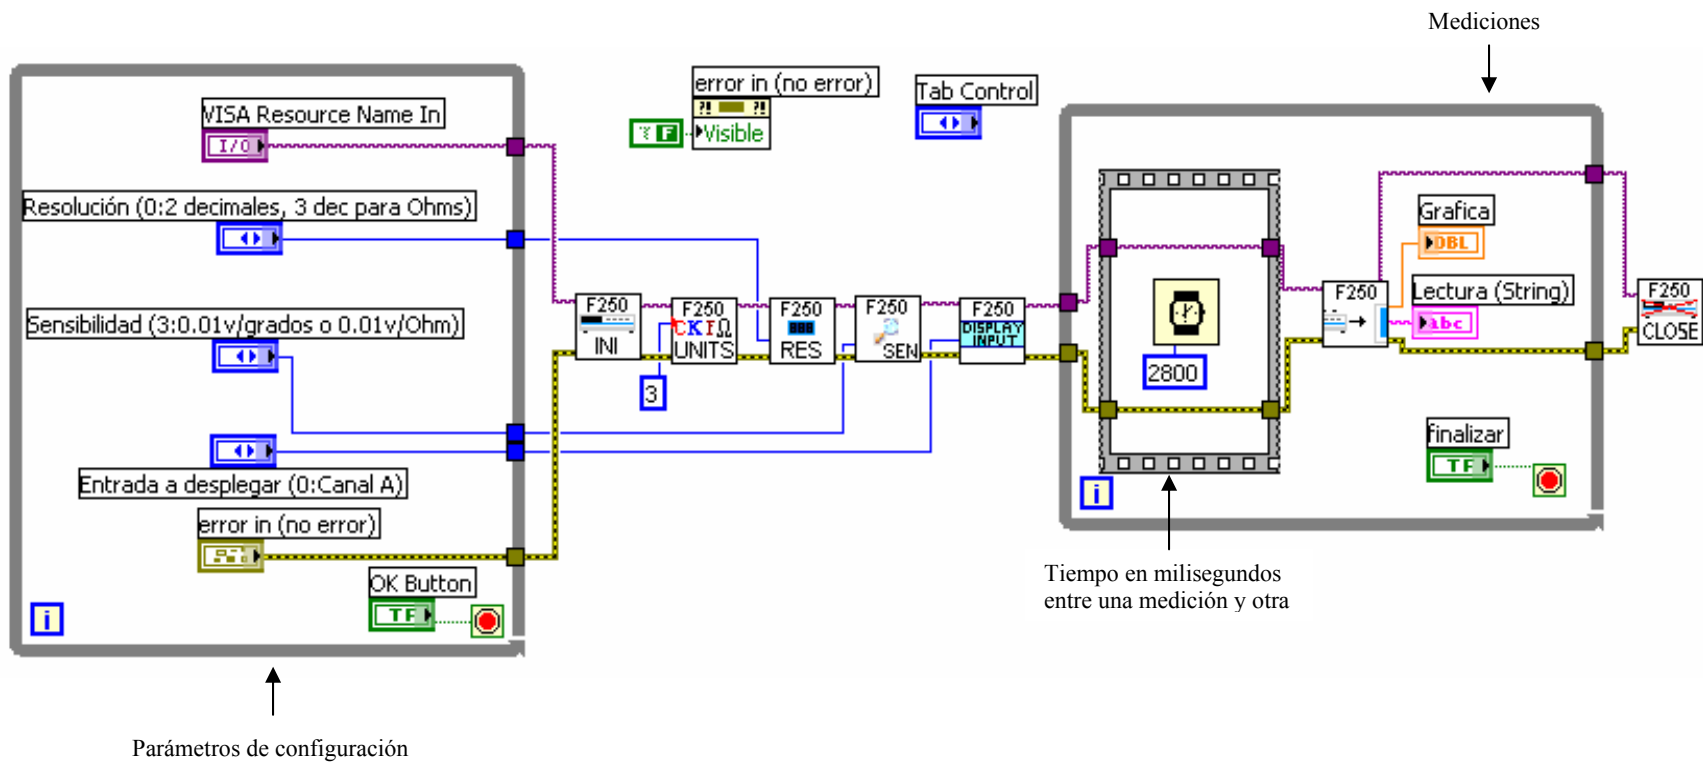 Mediciones
error in (no error)
Tab Control
VISA Resource Name In
I/O
F
Visible
Resolución (0:2 decimales, 3 dec para Ohms)
Grafica
DBL
F250
INI
F250
CKFΩ
UNITS
F250
RES
F250
SEN
F250
DISPLAY
INPUT
F250
Lectura (String)
abc
F250
CLOSE
Sensibilidad (3:0.01v/grados o 0.01v/Ohm)
3
2800
finalizar
TF
i
Entrada a desplegar (0:Canal A)
error in (no error)
OK Button
TF
i
Tiempo en milisegundos
entre una medición y otra
Parámetros de configuración